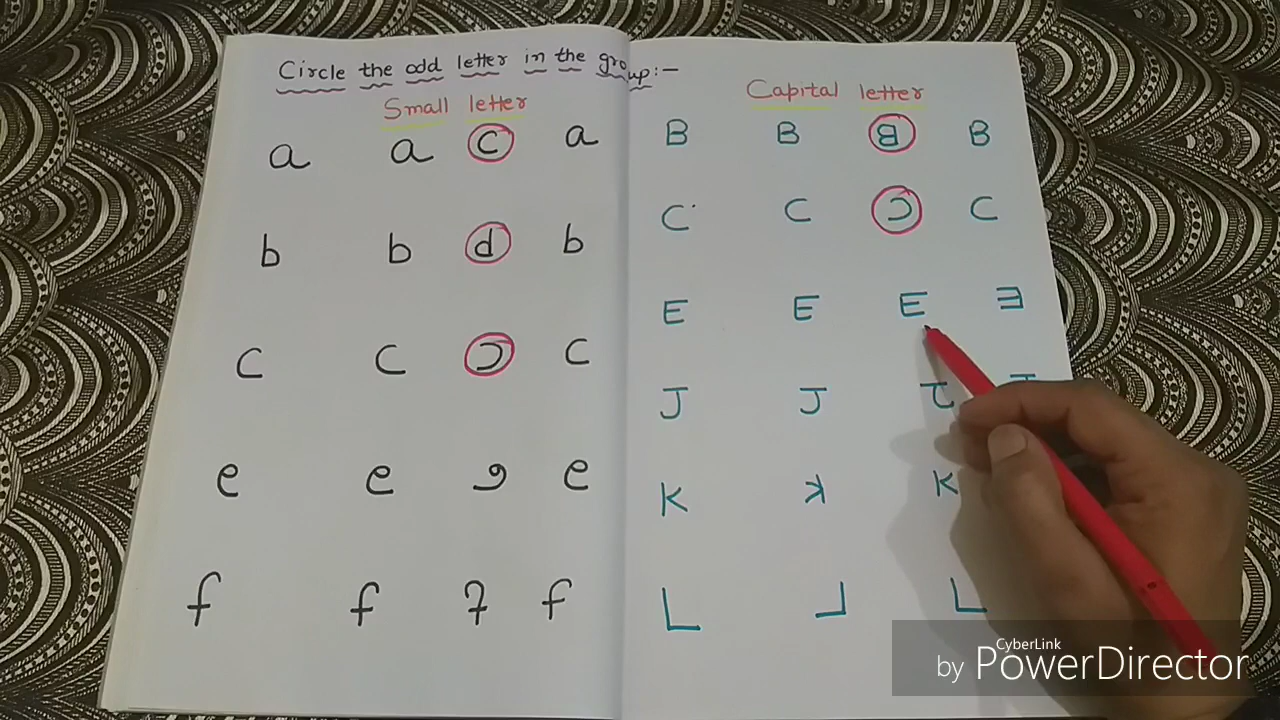 Circle the odd letter in the group:-
Small letter
a a c a
b b d b
c c ɔ c
e e ɘ e
f f ꟻ f
Capital letter
B B ᗺ B
C C Ɔ C
E E E Ǝ
J J
K K
L ⅃ L
CyberLink
by PowerDirector